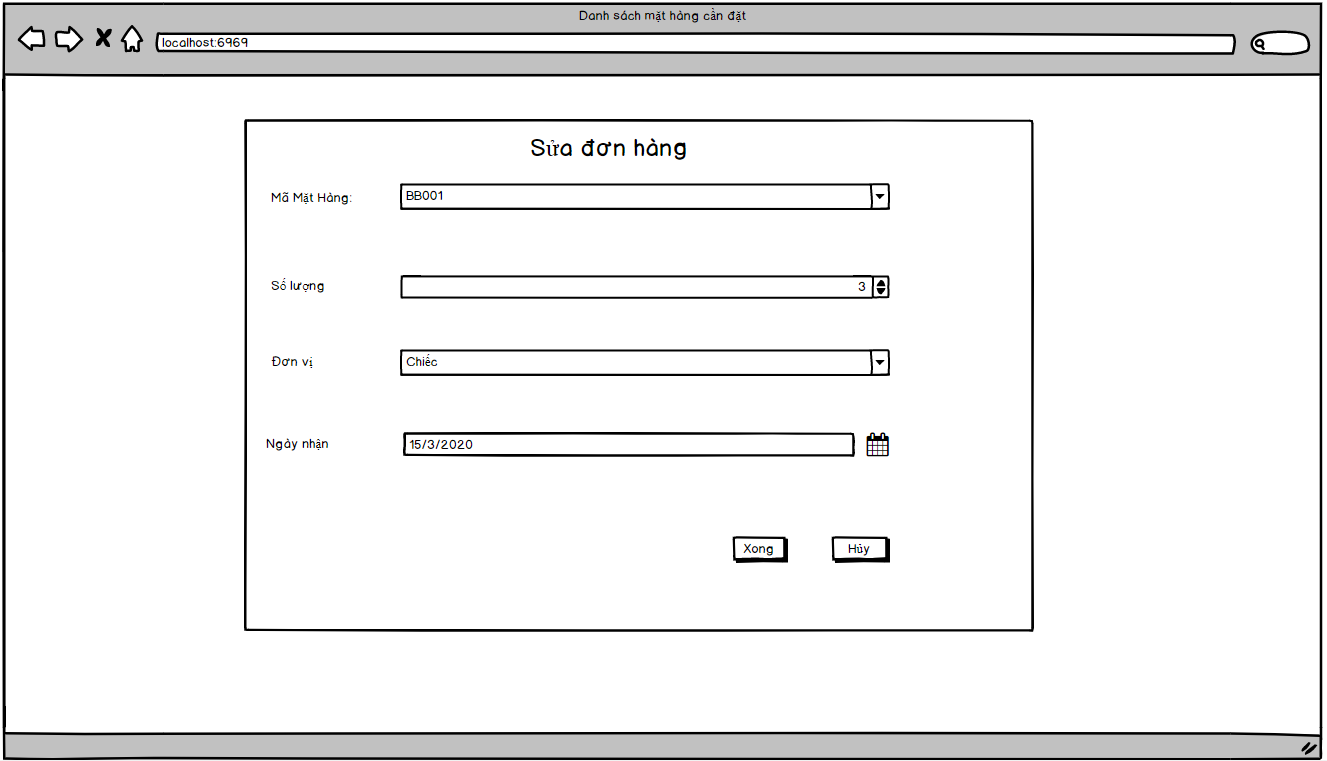 Danh sách mặt hàng cần đặt
localhost:6969
Sửa đơn hàng
Mã Mặt Hàng:
BB001
Số lượng
3
Đơn vị
Chiếc
Ngày nhận
15/3/2020
Xong
Hủy